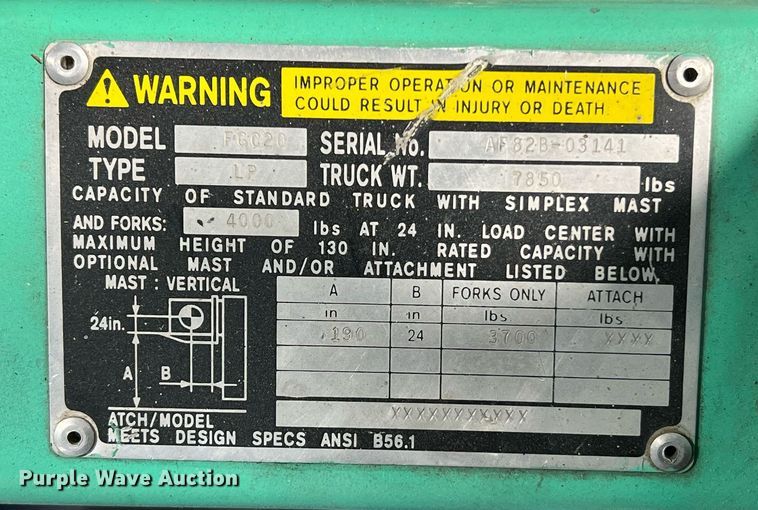 WARNING
IMPROPER OPERATION OR MAINTENANCE
COULD RESULT IN INJURY OR DEATH
MODEL FGC20 SERIAL No. AF82B-03141
TYPE LP TRUCK WT. 7850 lbs
CAPACITY OF STANDARD TRUCK WITH SIMPLEX MAST
AND FORKS: 4000 lbs AT 24 IN. LOAD CENTER WITH
MAXIMUM HEIGHT OF 130 IN. RATED CAPACITY WITH
OPTIONAL MAST AND/OR ATTACHMENT LISTED BELOW.
MAST : VERTICAL
A B FORKS ONLY ATTACH
in in lbs lbs
190 24 3700 XXXX
24in.
A B
XXXXXXXXXXX
ATCH/MODEL
MEETS DESIGN SPECS ANSI B56.1
Purple Wave Auction